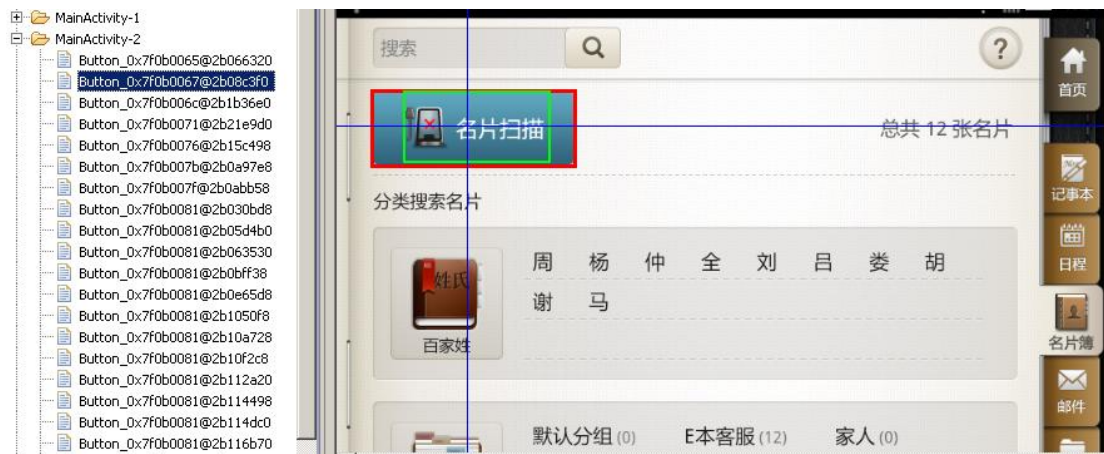 MainActivity-1
MainActivity-2
Button_0x7f0b0065@2b066320
Button_0x7f0b0067@2b08c3f0
Button_0x7f0b006c@2b1b36e0
Button_0x7f0b0071@2b21e9d0
Button_0x7f0b0076@2b15c498
Button_0x7f0b007b@2b0a97e8
Button_0x7f0b007f@2b0abb58
Button_0x7f0b0081@2b030bd8
Button_0x7f0b0081@2b05d4b0
Button_0x7f0b0081@2b063530
Button_0x7f0b0081@2b0bff38
Button_0x7f0b0081@2b0e65d8
Button_0x7f0b0081@2b1050f8
Button_0x7f0b0081@2b10a728
Button_0x7f0b0081@2b10f2c8
Button_0x7f0b0081@2b112a20
Button_0x7f0b0081@2b114498
Button_0x7f0b0081@2b114dc0
Button_0x7f0b0081@2b116b70
搜索
?
名片扫描
总共 12 张名片
分类搜索名片
姓氏
百家姓
周 杨 仲 全 刘 吕 娄 胡
谢 马
默认分组 (0) E本客服 (12) 家人 (0)
首页
记事本
日程
名片簿
邮件